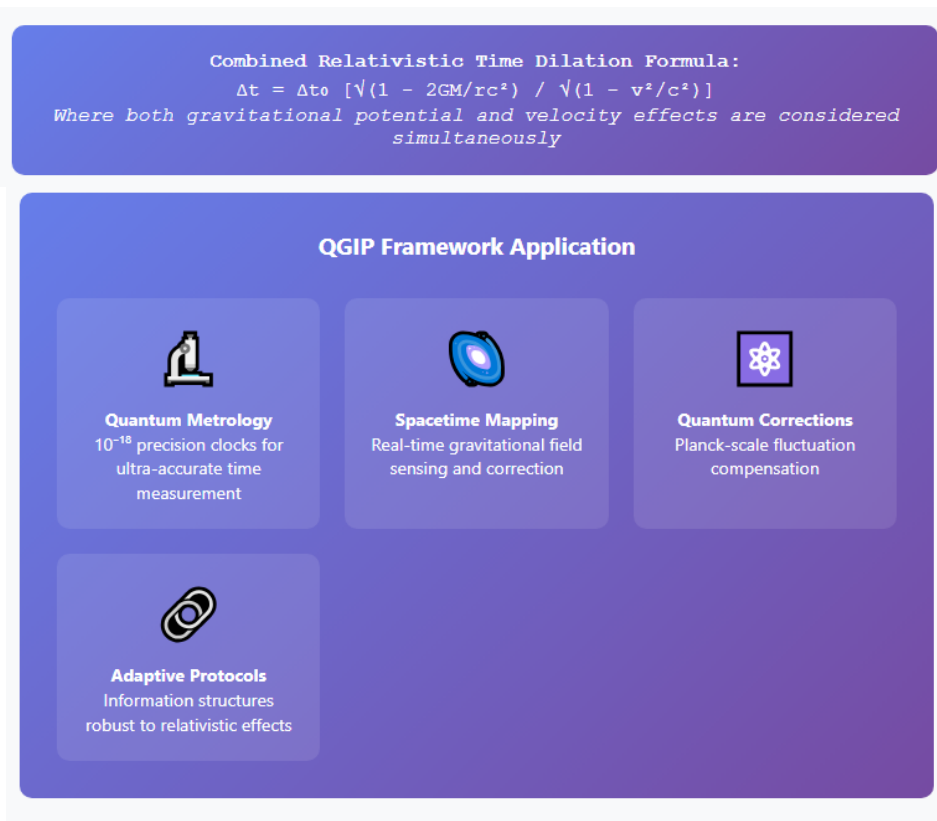 Combined Relativistic Time Dilation Formula:
Δt = Δt₀ [√(1 - 2GM/rc²) / √(1 - v²/c²)]
Where both gravitational potential and velocity effects are considered
simultaneously
QGIP Framework Application
Quantum Metrology
10⁻¹⁸ precision clocks for
ultra-accurate time
measurement
Spacetime Mapping
Real-time gravitational field
sensing and correction
Quantum Corrections
Planck-scale fluctuation
compensation
Adaptive Protocols
Information structures
robust to relativistic effects